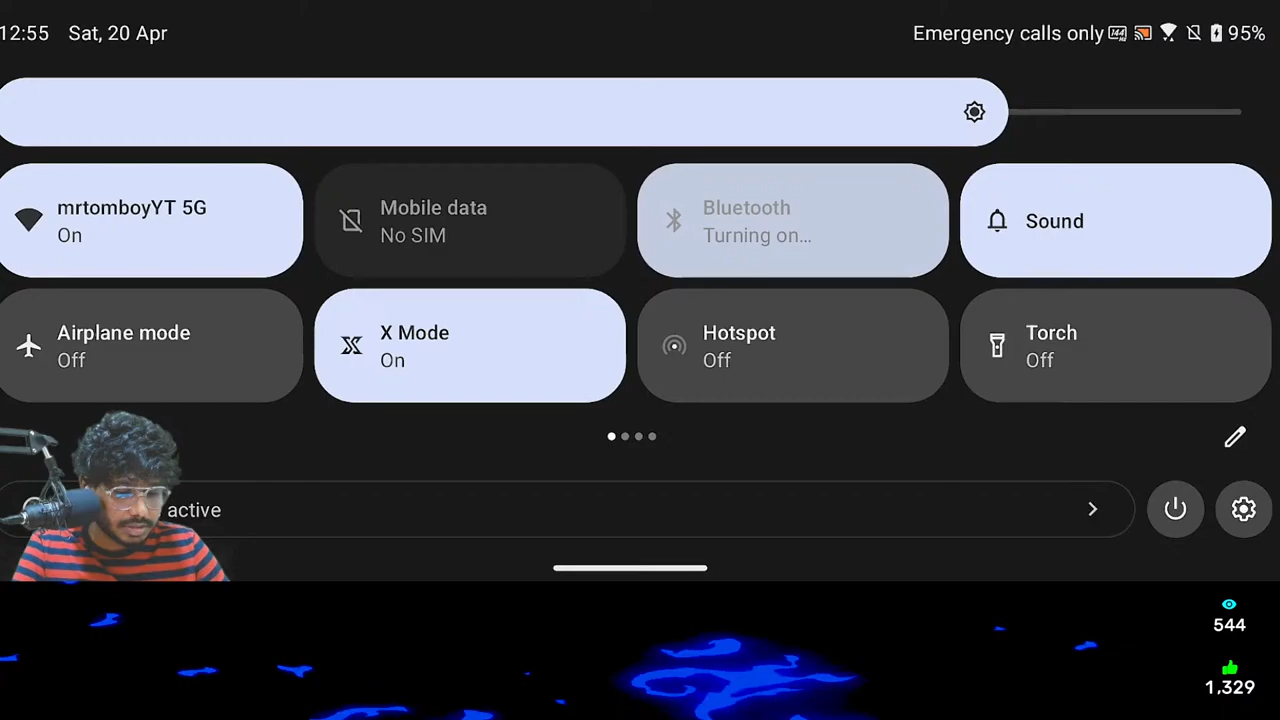 12:55 Sat, 20 Apr Emergency calls only 144Hz 95%
mrtomboyYT 5G
On
Mobile data
No SIM
Bluetooth
Turning on...
Sound
Airplane mode
Off
X Mode
On
Hotspot
Off
Torch
Off
active
544
1,329